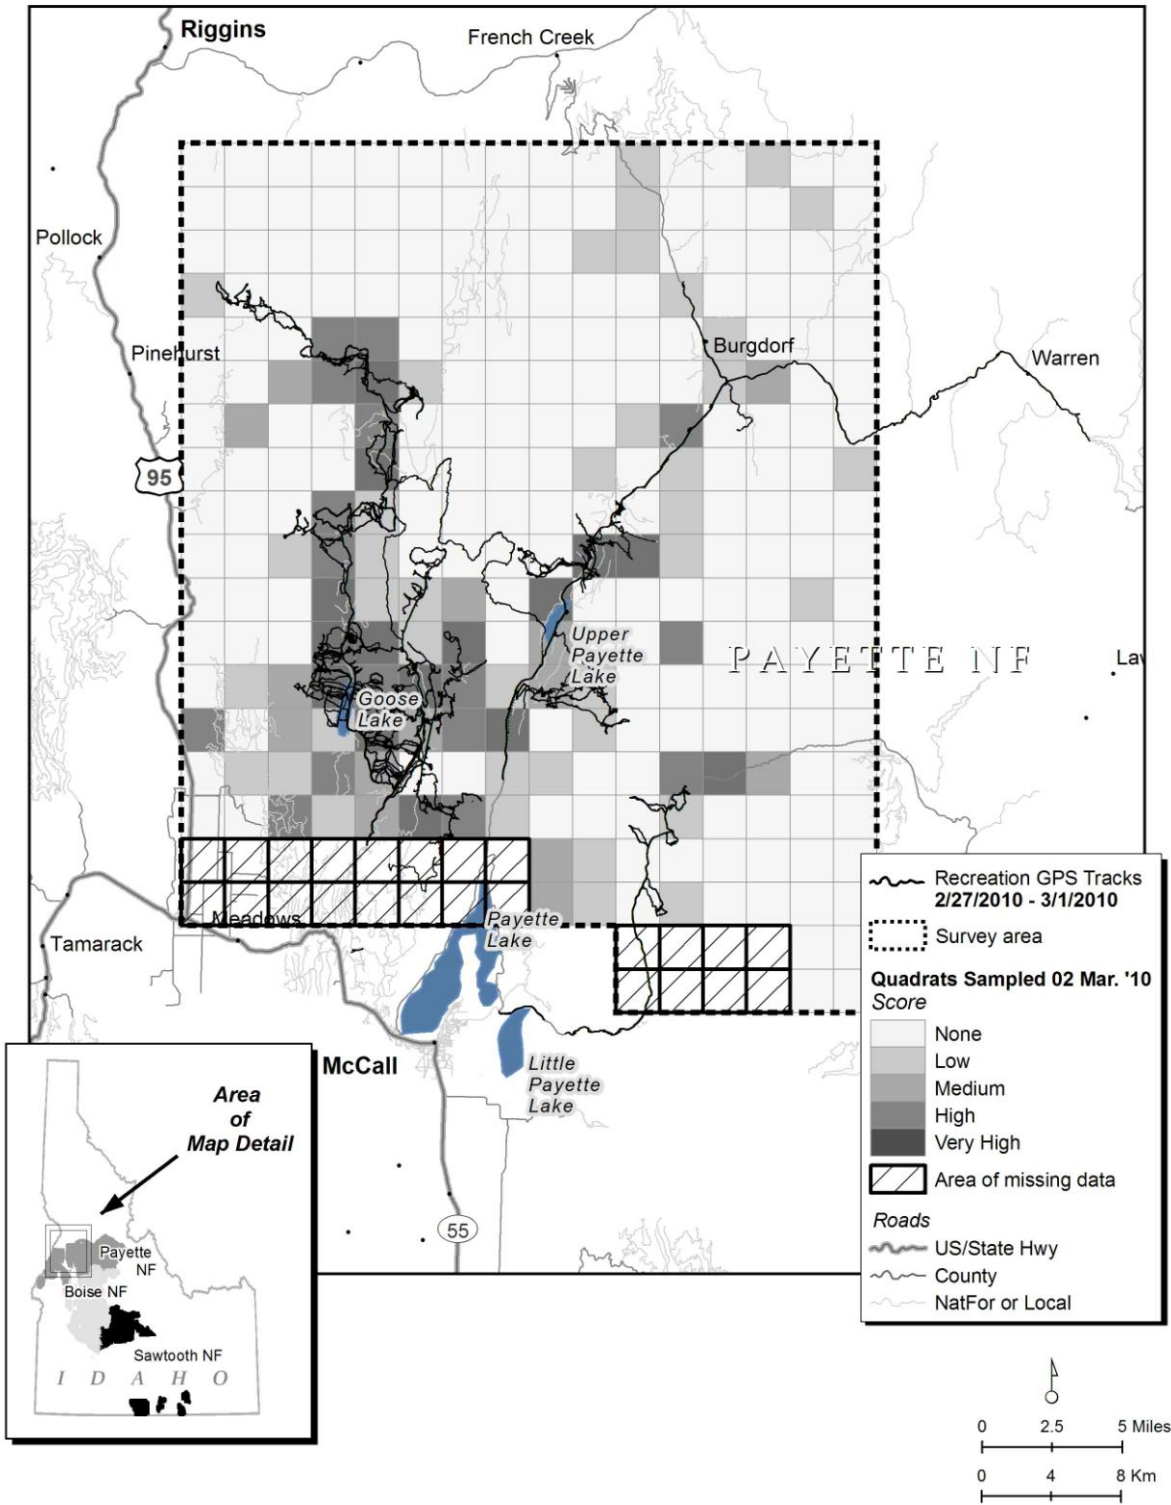 Riggins
French Creek
Pollock
Pinehurst
Burgdorf
Warren
95
Upper
Payette
Lake
PAYETTE NF
Goose
Lake
Meadows
Tamarack
Payette
Lake
McCall
Little
Payette
Lake
55
Recreation GPS Tracks
2/27/2010 - 3/1/2010
Survey area
Quadrats Sampled 02 Mar. '10
Score
None
Low
Medium
High
Very High
Area of missing data
Roads
US/State Hwy
County
NatFor or Local
Area
of
Map Detail
Payette
NF
Boise NF
Sawtooth NF
IDAHO
0 2.5 5 Miles
0 4 8 Km